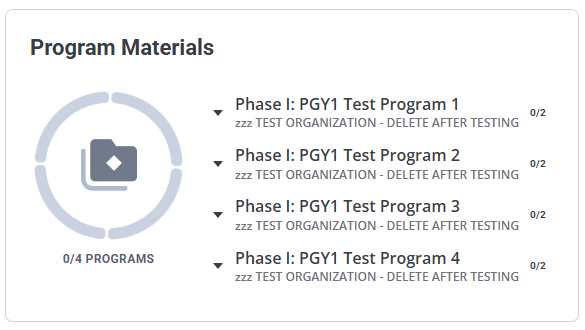 Program Materials
Phase I: PGY1 Test Program 1
zzz TEST ORGANIZATION - DELETE AFTER TESTING
0/2
Phase I: PGY1 Test Program 2
zzz TEST ORGANIZATION - DELETE AFTER TESTING
0/2
Phase I: PGY1 Test Program 3
zzz TEST ORGANIZATION - DELETE AFTER TESTING
0/2
Phase I: PGY1 Test Program 4
zzz TEST ORGANIZATION - DELETE AFTER TESTING
0/2
0/4 PROGRAMS